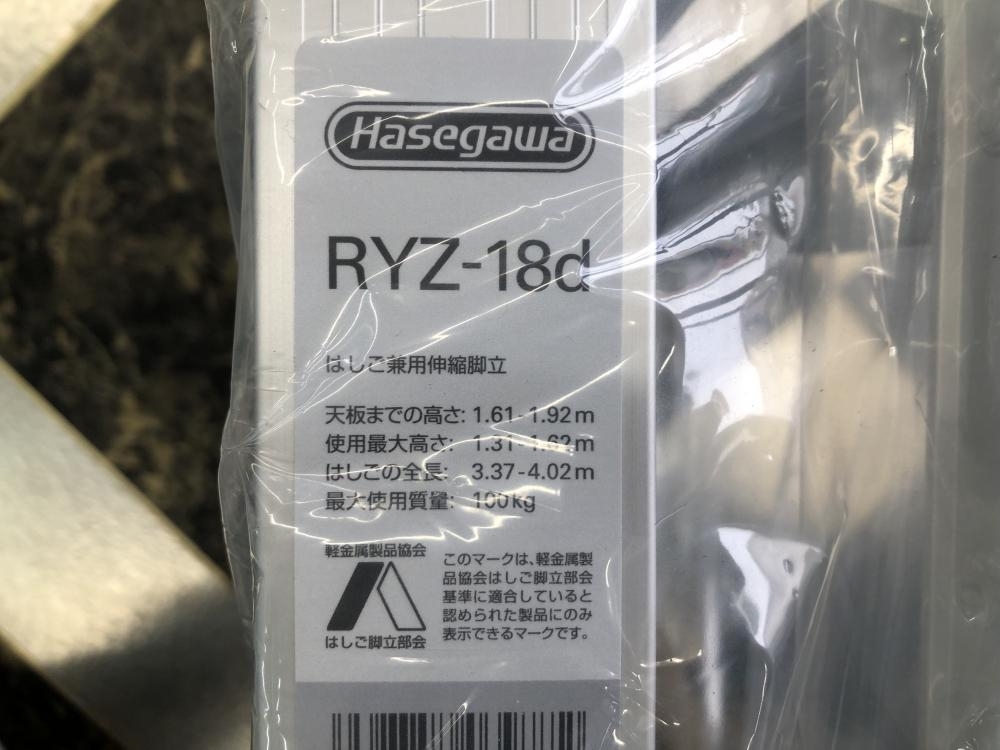 Hasegawa
RYZ-18d
はしご兼用伸縮脚立
天板までの高さ: 1.61-1.92m
使用最大高さ: 1.31-1.62m
はしごの全長: 3.37-4.02m
最大使用質量: 100kg
軽金属製品協会
はしご脚立部会
このマークは、軽金属製
品協会はしご脚立部会
基準に適合していると
認められた製品にのみ
表示できるマークです。